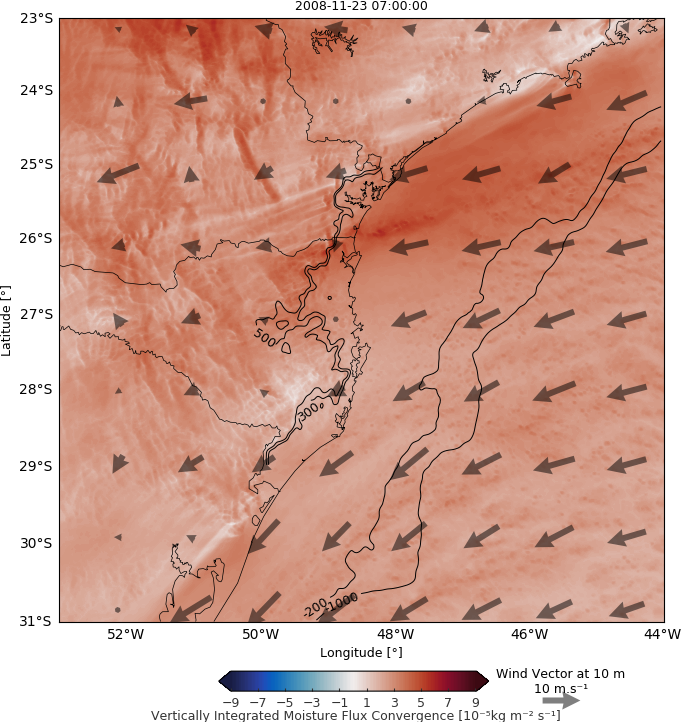 2008-11-23 07:00:00
23°S
24°S
25°S
26°S
27°S
28°S
29°S
30°S
31°S
Latitude [°]
500
300
-200
-1000
52°W 50°W 48°W 46°W 44°W
Longitude [°]
−9 −7 −5 −3 −1 1 3 5 7 9
Wind Vector at 10 m
10 m.s⁻¹
Vertically Integrated Moisture Flux Convergence [10⁻⁵kg m⁻² s⁻¹]